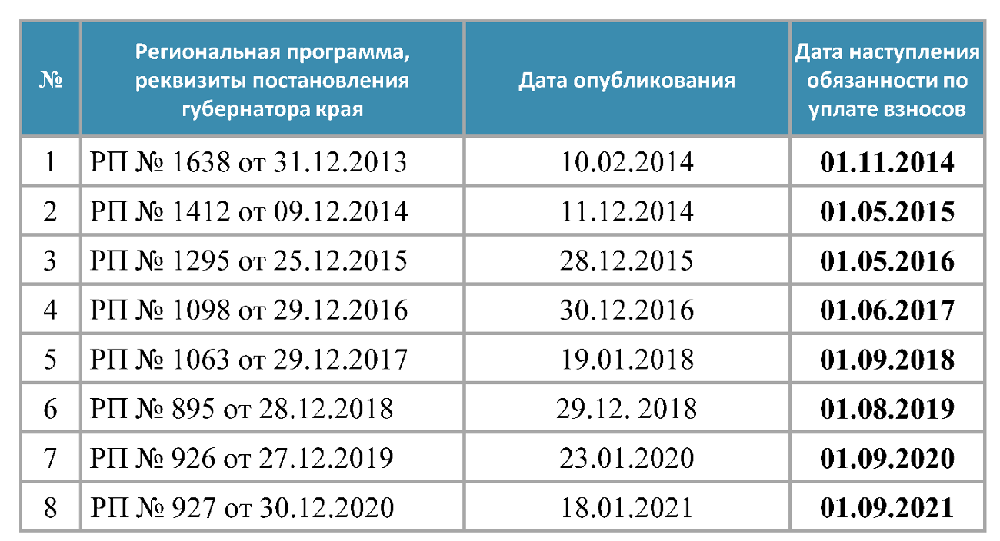 №
Региональная программа,
реквизиты постановления
губернатора края
Дата опубликования
Дата наступления
обязанности по
уплате взносов
1 РП № 1638 от 31.12.2013 10.02.2014 01.11.2014
2 РП № 1412 от 09.12.2014 11.12.2014 01.05.2015
3 РП № 1295 от 25.12.2015 28.12.2015 01.05.2016
4 РП № 1098 от 29.12.2016 30.12.2016 01.06.2017
5 РП № 1063 от 29.12.2017 19.01.2018 01.09.2018
6 РП № 895 от 28.12.2018 29.12. 2018 01.08.2019
7 РП № 926 от 27.12.2019 23.01.2020 01.09.2020
8 РП № 927 от 30.12.2020 18.01.2021 01.09.2021